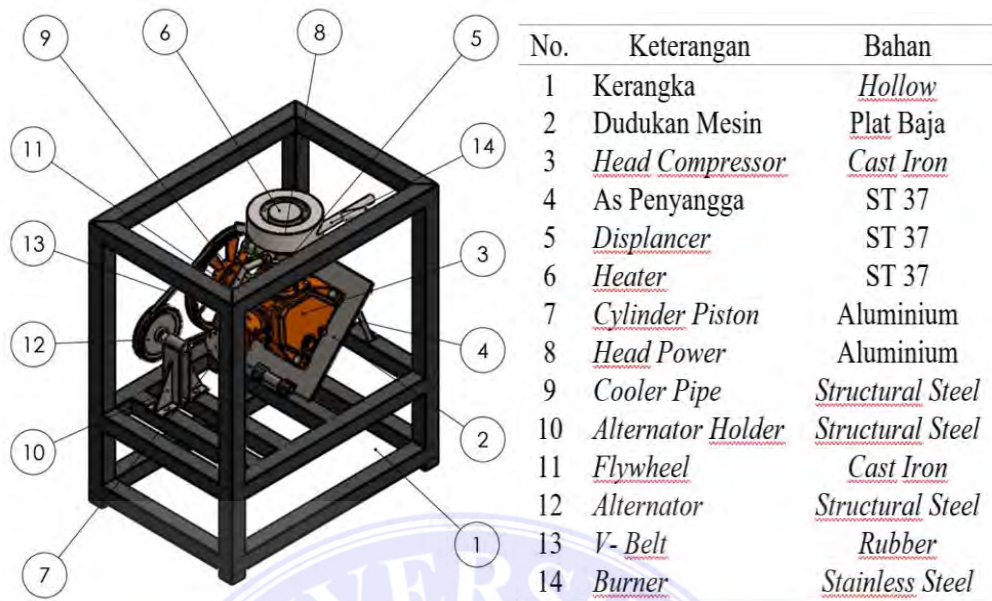 9 6 8 5
11
14
13
3
12
4
10
2
7
1
No. Keterangan Bahan
1 Kerangka Hollow
2 Dudukan Mesin Plat Baja
3 Head Compressor Cast Iron
4 As Penyangga ST 37
5 Displancer ST 37
6 Heater ST 37
7 Cylinder Piston Aluminium
8 Head Power Aluminium
9 Cooler Pipe Structural Steel
10 Alternator Holder Structural Steel
11 Flywheel Cast Iron
12 Alternator Structural Steel
13 V- Belt Rubber
14 Burner Stainless Steel
VERS